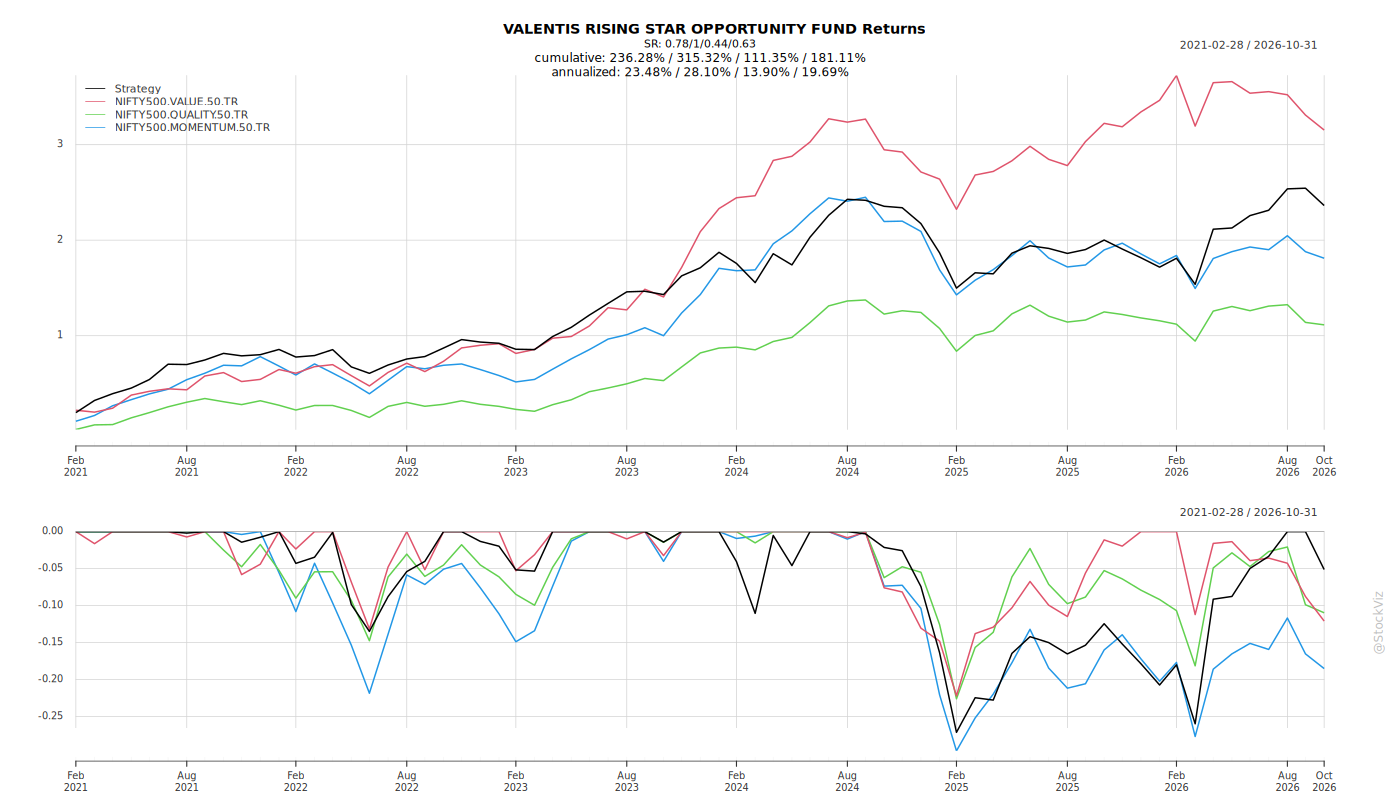 VALENTIS RISING STAR OPPORTUNITY FUND Returns
SR: 0.78/1/0.44/0.63
cumulative: 236.28% / 315.32% / 111.35% / 181.11%
annualized: 23.48% / 28.10% / 13.90% / 19.69%
2021-02-28 / 2026-10-31
Strategy
NIFTY500.VALUE.50.TR
NIFTY500.QUALITY.50.TR
NIFTY500.MOMENTUM.50.TR
3
2
1
Feb Aug Feb Aug Feb Aug Feb Aug Feb Aug Feb Aug Oct
2021 2021 2022 2022 2023 2023 2024 2024 2025 2025 2026 2026 2026
2021-02-28 / 2026-10-31
0.00
-0.05
-0.10
-0.15
-0.20
-0.25
Feb Aug Feb Aug Feb Aug Feb Aug Feb Aug Feb Aug Oct
2021 2021 2022 2022 2023 2023 2024 2024 2025 2025 2026 2026 2026
@StockViz